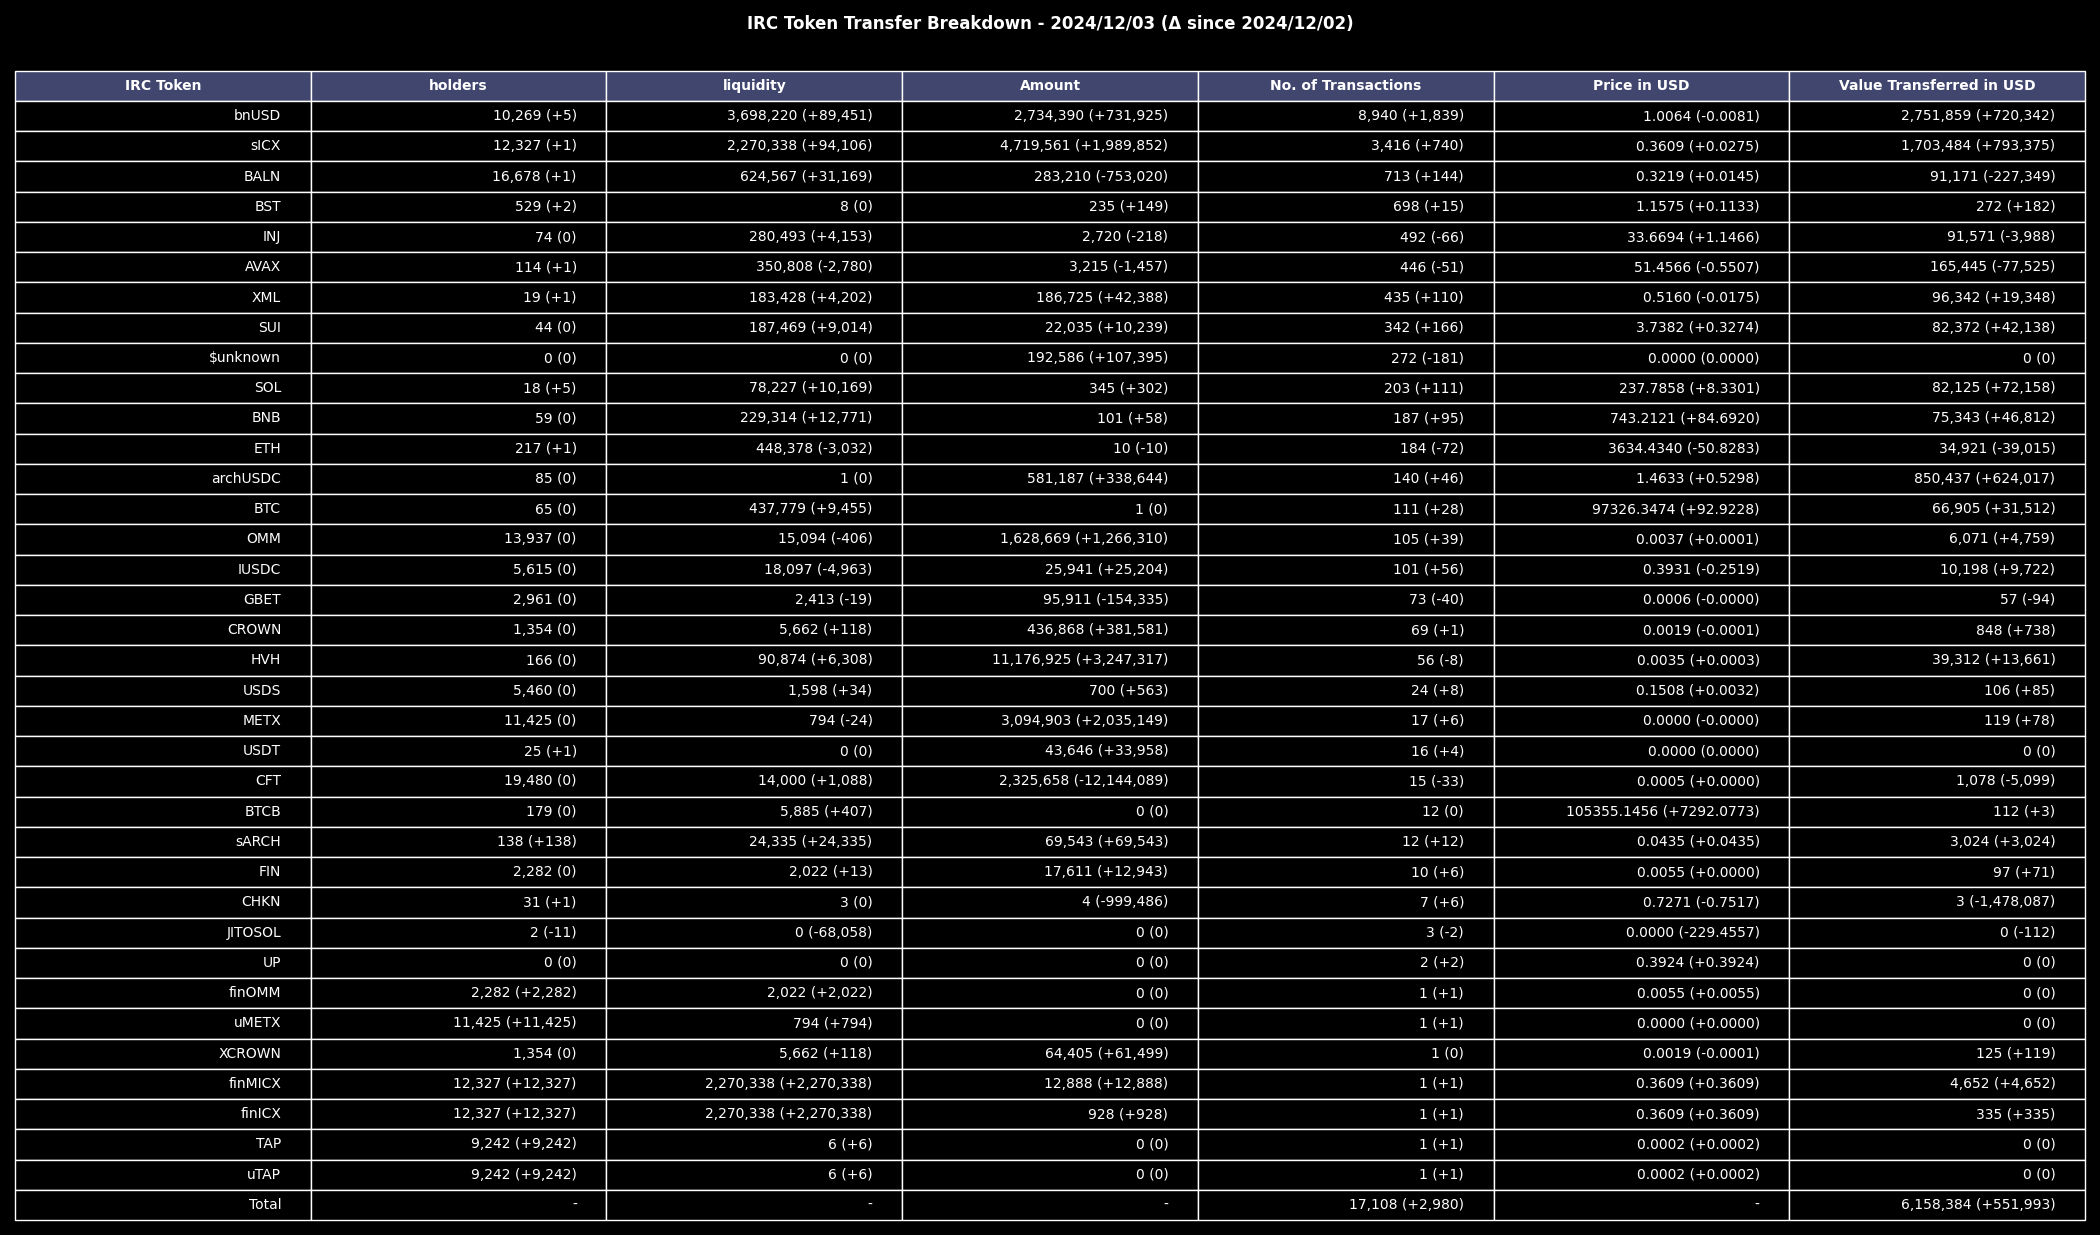 IRC Token Transfer Breakdown - 2024/12/03 (Δ since 2024/12/02)
IRC Token holders liquidity Amount No. of Transactions Price in USD Value Transferred in USD
bnUSD 10,269 (+5) 3,698,220 (+89,451) 2,734,390 (+731,925) 8,940 (+1,839) 1.0064 (-0.0081) 2,751,859 (+720,342)
sICX 12,327 (+1) 2,270,338 (+94,106) 4,719,561 (+1,989,852) 3,416 (+740) 0.3609 (+0.0275) 1,703,484 (+793,375)
BALN 16,678 (+1) 624,567 (+31,169) 283,210 (-753,020) 713 (+144) 0.3219 (+0.0145) 91,171 (-227,349)
BST 529 (+2) 8 (0) 235 (+149) 698 (+15) 1.1575 (+0.1133) 272 (+182)
INJ 74 (0) 280,493 (+4,153) 2,720 (-218) 492 (-66) 33.6694 (+1.1466) 91,571 (-3,988)
AVAX 114 (+1) 350,808 (-2,780) 3,215 (-1,457) 446 (-51) 51.4566 (-0.5507) 165,445 (-77,525)
XML 19 (+1) 183,428 (+4,202) 186,725 (+42,388) 435 (+110) 0.5160 (-0.0175) 96,342 (+19,348)
SUI 44 (0) 187,469 (+9,014) 22,035 (+10,239) 342 (+166) 3.7382 (+0.3274) 82,372 (+42,138)
$unknown 0 (0) 0 (0) 192,586 (+107,395) 272 (-181) 0.0000 (0.0000) 0 (0)
SOL 18 (+5) 78,227 (+10,169) 345 (+302) 203 (+111) 237.7858 (+8.3301) 82,125 (+72,158)
BNB 59 (0) 229,314 (+12,771) 101 (+58) 187 (+95) 743.2121 (+84.6920) 75,343 (+46,812)
ETH 217 (+1) 448,378 (-3,032) 10 (-10) 184 (-72) 3634.4340 (-50.8283) 34,921 (-39,015)
archUSDC 85 (0) 1 (0) 581,187 (+338,644) 140 (+46) 1.4633 (+0.5298) 850,437 (+624,017)
BTC 65 (0) 437,779 (+9,455) 1 (0) 111 (+28) 97326.3474 (+92.9228) 66,905 (+31,512)
OMM 13,937 (0) 15,094 (-406) 1,628,669 (+1,266,310) 105 (+39) 0.0037 (+0.0001) 6,071 (+4,759)
IUSDC 5,615 (0) 18,097 (-4,963) 25,941 (+25,204) 101 (+56) 0.3931 (-0.2519) 10,198 (+9,722)
GBET 2,961 (0) 2,413 (-19) 95,911 (-154,335) 73 (-40) 0.0006 (-0.0000) 57 (-94)
CROWN 1,354 (0) 5,662 (+118) 436,868 (+381,581) 69 (+1) 0.0019 (-0.0001) 848 (+738)
HVH 166 (0) 90,874 (+6,308) 11,176,925 (+3,247,317) 56 (-8) 0.0035 (+0.0003) 39,312 (+13,661)
USDS 5,460 (0) 1,598 (+34) 700 (+563) 24 (+8) 0.1508 (+0.0032) 106 (+85)
METX 11,425 (0) 794 (-24) 3,094,903 (+2,035,149) 17 (+6) 0.0000 (-0.0000) 119 (+78)
USDT 25 (+1) 0 (0) 43,646 (+33,958) 16 (+4) 0.0000 (0.0000) 0 (0)
CFT 19,480 (0) 14,000 (+1,088) 2,325,658 (-12,144,089) 15 (-33) 0.0005 (+0.0000) 1,078 (-5,099)
BTCB 179 (0) 5,885 (+407) 0 (0) 12 (0) 105355.1456 (+7292.0773) 112 (+3)
sARCH 138 (+138) 24,335 (+24,335) 69,543 (+69,543) 12 (+12) 0.0435 (+0.0435) 3,024 (+3,024)
FIN 2,282 (0) 2,022 (+13) 17,611 (+12,943) 10 (+6) 0.0055 (+0.0000) 97 (+71)
CHKN 31 (+1) 3 (0) 4 (-999,486) 7 (+6) 0.7271 (-0.7517) 3 (-1,478,087)
JITOSOL 2 (-11) 0 (-68,058) 0 (0) 3 (-2) 0.0000 (-229.4557) 0 (-112)
UP 0 (0) 0 (0) 0 (0) 2 (+2) 0.3924 (+0.3924) 0 (0)
finOMM 2,282 (+2,282) 2,022 (+2,022) 0 (0) 1 (+1) 0.0055 (+0.0055) 0 (0)
uMETX 11,425 (+11,425) 794 (+794) 0 (0) 1 (+1) 0.0000 (+0.0000) 0 (0)
XCROWN 1,354 (0) 5,662 (+118) 64,405 (+61,499) 1 (0) 0.0019 (-0.0001) 125 (+119)
finMICX 12,327 (+12,327) 2,270,338 (+2,270,338) 12,888 (+12,888) 1 (+1) 0.3609 (+0.3609) 4,652 (+4,652)
finICX 12,327 (+12,327) 2,270,338 (+2,270,338) 928 (+928) 1 (+1) 0.3609 (+0.3609) 335 (+335)
TAP 9,242 (+9,242) 6 (+6) 0 (0) 1 (+1) 0.0002 (+0.0002) 0 (0)
uTAP 9,242 (+9,242) 6 (+6) 0 (0) 1 (+1) 0.0002 (+0.0002) 0 (0)
Total - - - 17,108 (+2,980) - 6,158,384 (+551,993)